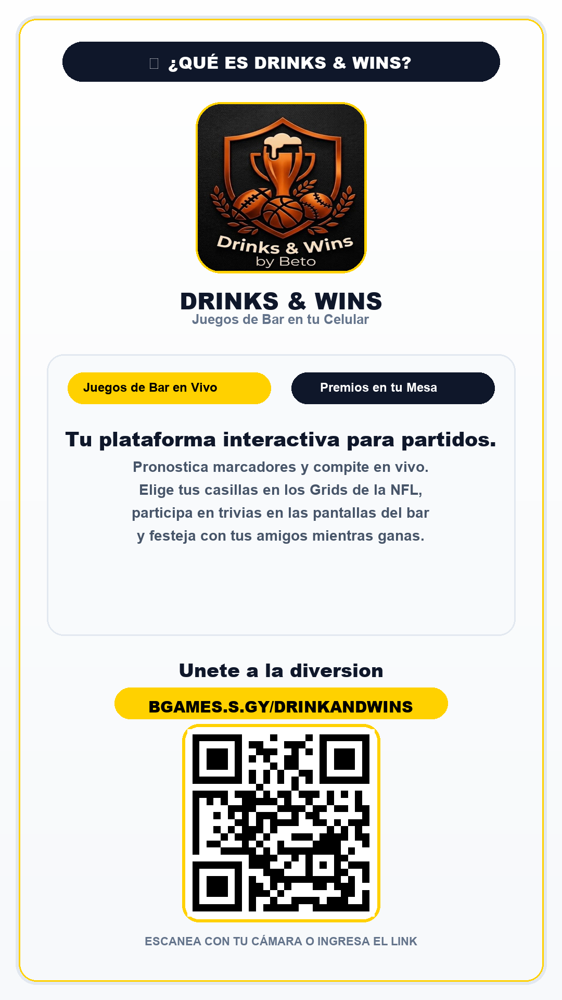 ¿QUÉ ES DRINKS & WINS?
Drinks & Wins
by Beto
DRINKS & WINS
Juegos de Bar en tu Celular
Juegos de Bar en Vivo
Premios en tu Mesa
Tu plataforma interactiva para partidos.
Pronostica marcadores y compite en vivo.
Elige tus casillas en los Grids de la NFL,
participa en trivias en las pantallas del bar
y festeja con tus amigos mientras ganas.
Unete a la diversion
BGAMES.S.GY/DRINKANDWINS
ESCANEA CON TU CÁMARA O INGRESA EL LINK